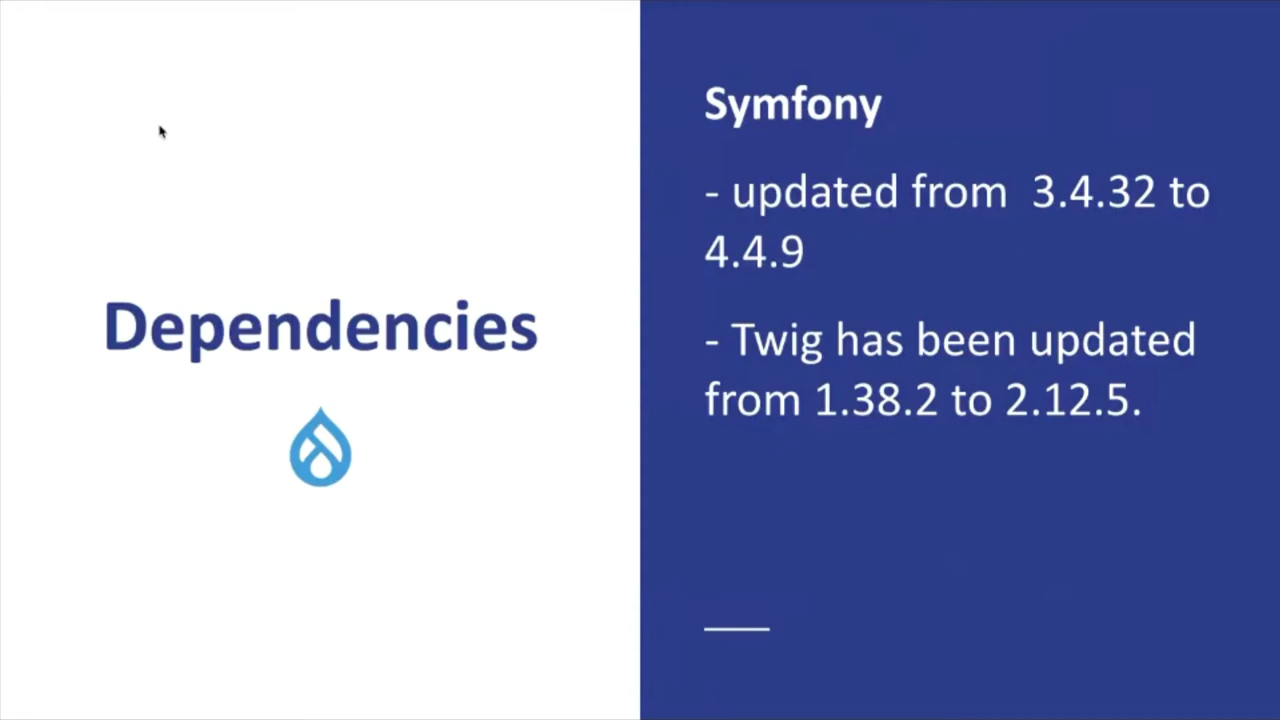 Dependencies
Symfony
- updated from  3.4.32 to
4.4.9
- Twig has been updated
from 1.38.2 to 2.12.5.